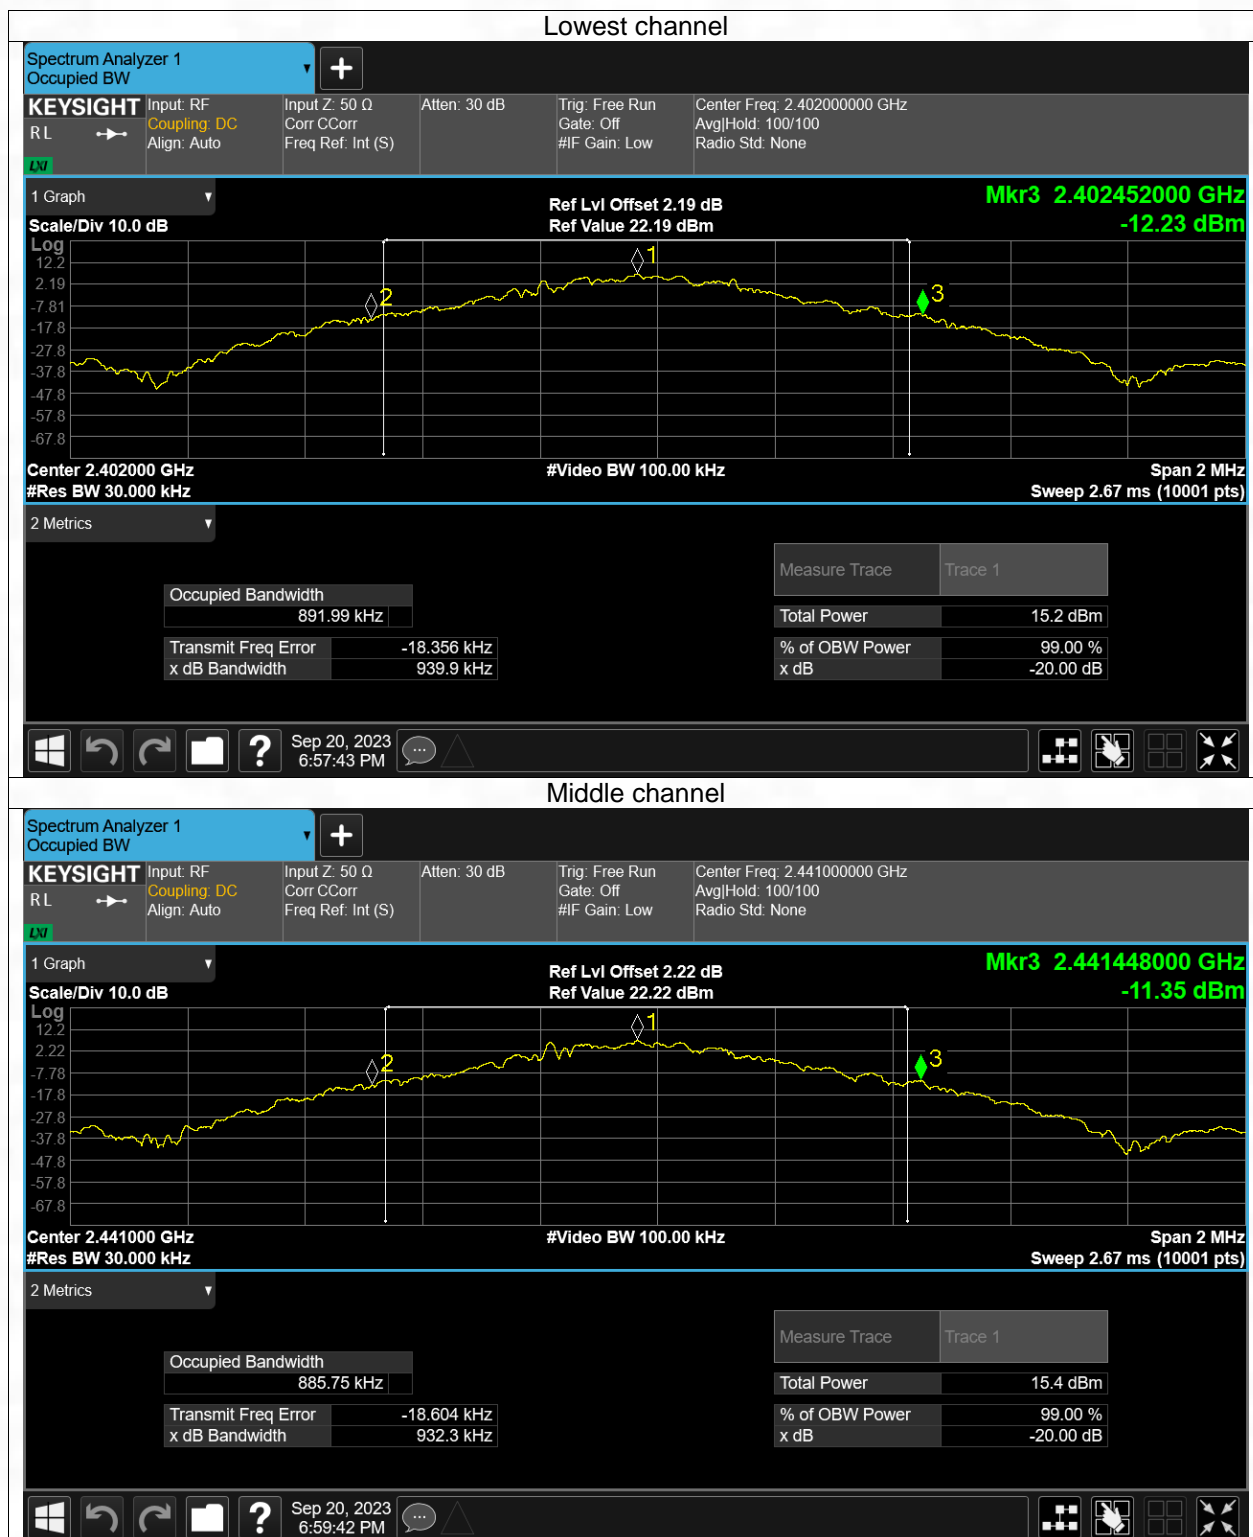 Lowest channel
Spectrum Analyzer 1
Occupied BW
+
KEYSIGHT
R L
LXI
Input: RF
Coupling: DC
Align: Auto
Input Z: 50 Ω
Corr CCorr
Freq Ref: Int (S)
Atten: 30 dB
Trig: Free Run
Gate: Off
#IF Gain: Low
Center Freq: 2.402000000 GHz
Avg|Hold: 100/100
Radio Std: None
1 Graph
Scale/Div 10.0 dB
Ref Lvl Offset 2.19 dB
Ref Value 22.19 dBm
Mkr3 2.402452000 GHz
-12.23 dBm
Log
12.2
2.19
-7.81
-17.8
-27.8
-37.8
-47.8
-57.8
-67.8
1
2
3
Center 2.402000 GHz
#Res BW 30.000 kHz
#Video BW 100.00 kHz
Span 2 MHz
Sweep 2.67 ms (10001 pts)
2 Metrics
Occupied Bandwidth
891.99 kHz
Transmit Freq Error -18.356 kHz
x dB Bandwidth 939.9 kHz
Measure Trace Trace 1
Total Power 15.2 dBm
% of OBW Power 99.00 %
x dB -20.00 dB
?
Sep 20, 2023
6:57:43 PM
Middle channel
Spectrum Analyzer 1
Occupied BW
+
KEYSIGHT
R L
LXI
Input: RF
Coupling: DC
Align: Auto
Input Z: 50 Ω
Corr CCorr
Freq Ref: Int (S)
Atten: 30 dB
Trig: Free Run
Gate: Off
#IF Gain: Low
Center Freq: 2.441000000 GHz
Avg|Hold: 100/100
Radio Std: None
1 Graph
Scale/Div 10.0 dB
Ref Lvl Offset 2.22 dB
Ref Value 22.22 dBm
Mkr3 2.441448000 GHz
-11.35 dBm
Log
12.2
2.22
-7.78
-17.8
-27.8
-37.8
-47.8
-57.8
-67.8
1
2
3
Center 2.441000 GHz
#Res BW 30.000 kHz
#Video BW 100.00 kHz
Span 2 MHz
Sweep 2.67 ms (10001 pts)
2 Metrics
Occupied Bandwidth
885.75 kHz
Transmit Freq Error -18.604 kHz
x dB Bandwidth 932.3 kHz
Measure Trace Trace 1
Total Power 15.4 dBm
% of OBW Power 99.00 %
x dB -20.00 dB
?
Sep 20, 2023
6:59:42 PM